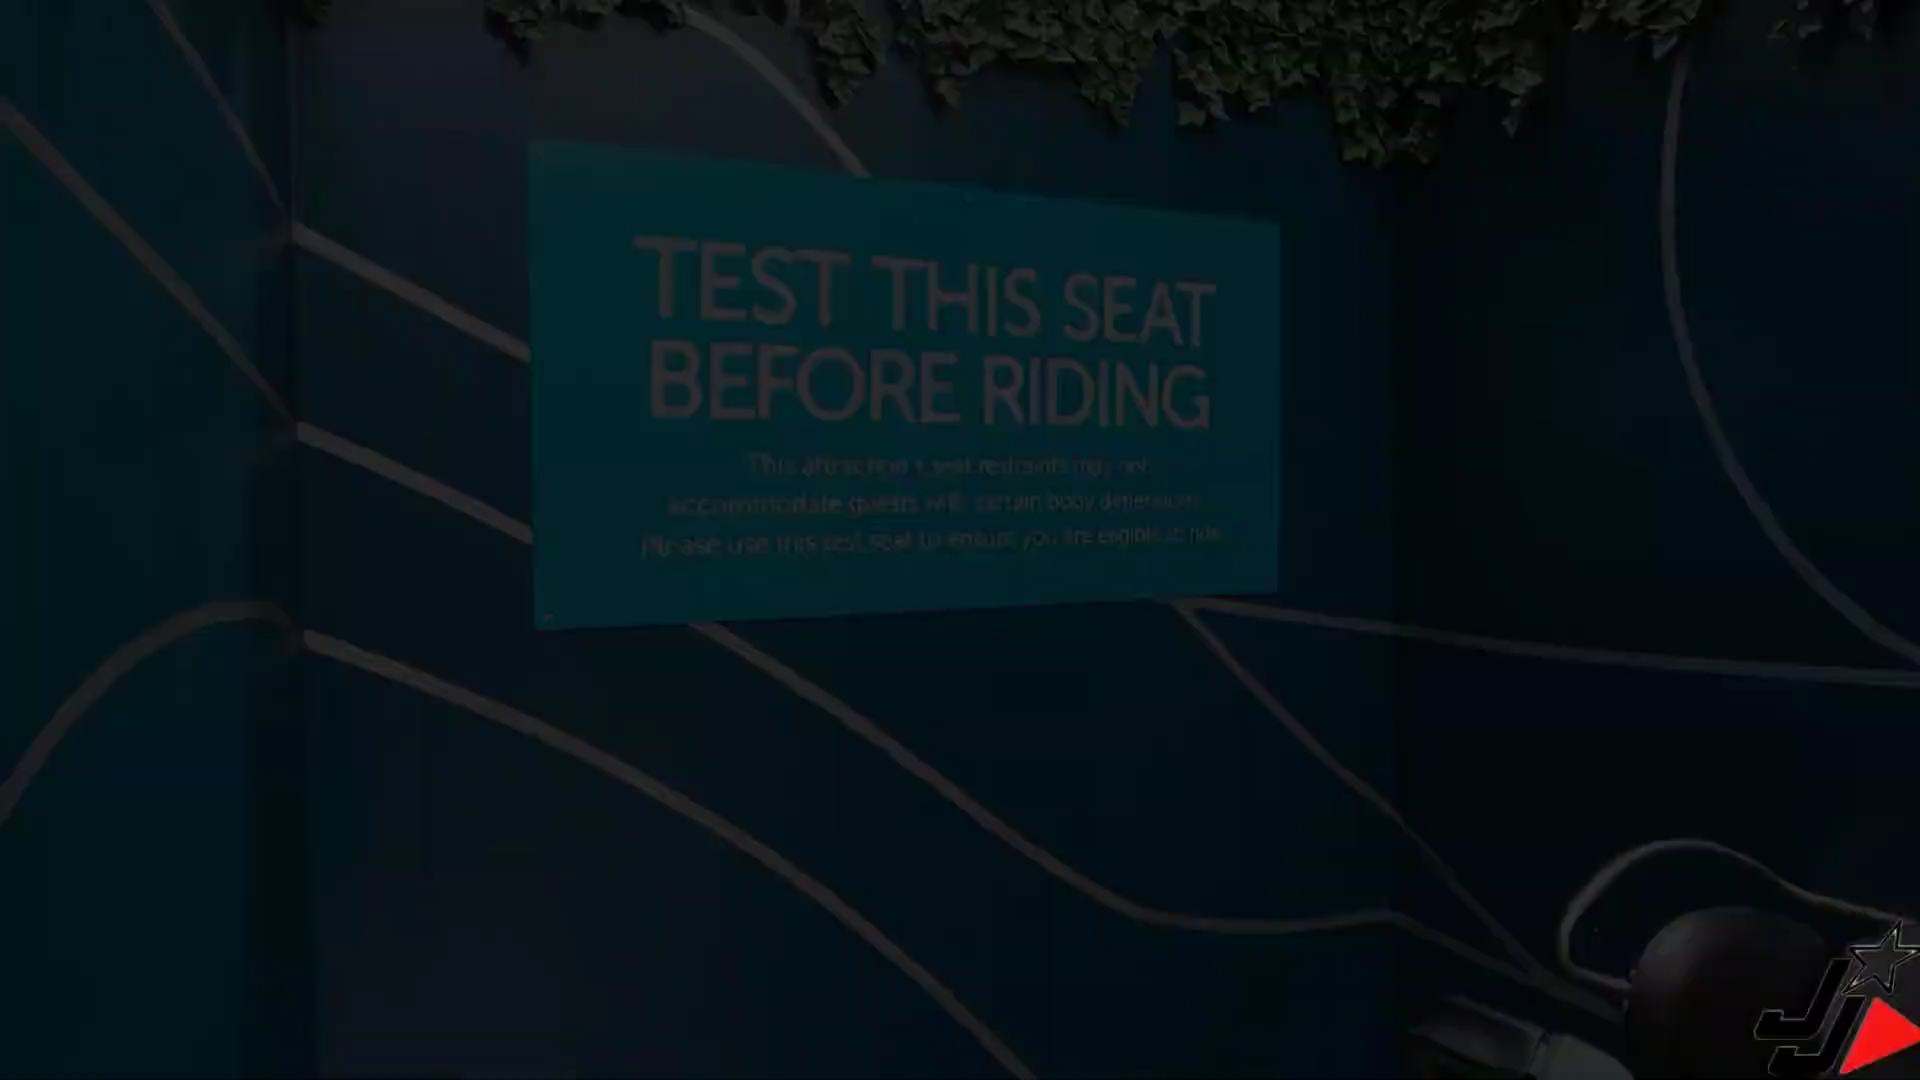 TEST THIS SEAT
BEFORE RIDING
This attraction's seat restraints may not
accommodate guests with certain body dimensions.
Please use this test seat to ensure you are eligible to ride.
JJ